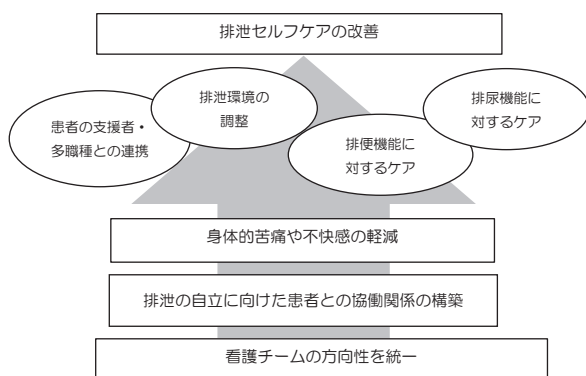 排泄セルフケアの改善
患者の支援者・
多職種との連携
排泄環境の
調整
排便機能に
対するケア
排尿機能に
対するケア
身体的苦痛や不快感の軽減
排泄の自立に向けた患者との協働関係の構築
看護チームの方向性を統一